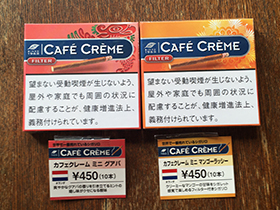 CAFÉ CRÈME
FILTER
望まない受動喫煙が生じないよう、
屋外や家庭でも周囲の状況に
配慮することが、健康増進法上、
義務付けられています。
CAFÉ CRÈME
FILTER
望まない受動喫煙が生じないよう、
屋外や家庭でも周囲の状況に
配慮することが、健康増進法上、
義務付けられています。
CAFÉ CRÈME
カフェクレーム ミニ グアバ
¥450(10本)
CAFÉ CRÈME
カフェクレーム ミニ マンゴーラッシー
¥450(10本)